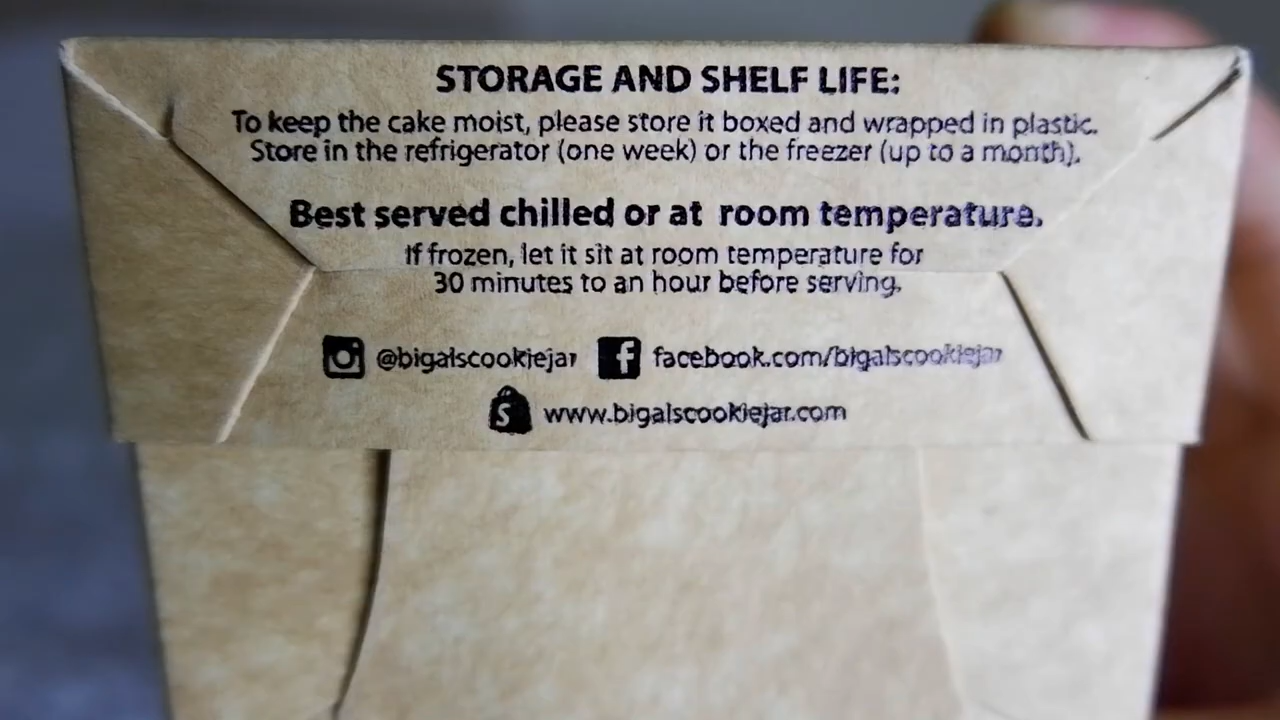 STORAGE AND SHELF LIFE:
To keep the cake moist, please store it boxed and wrapped in plastic.
Store in the refrigerator (one week) or the freezer (up to a month).
Best served chilled or at room temperature.
If frozen, let it sit at room temperature for
30 minutes to an hour before serving.
@bigalscookiejar facebook.com/bigalscookiejar
www.bigalscookiejar.com